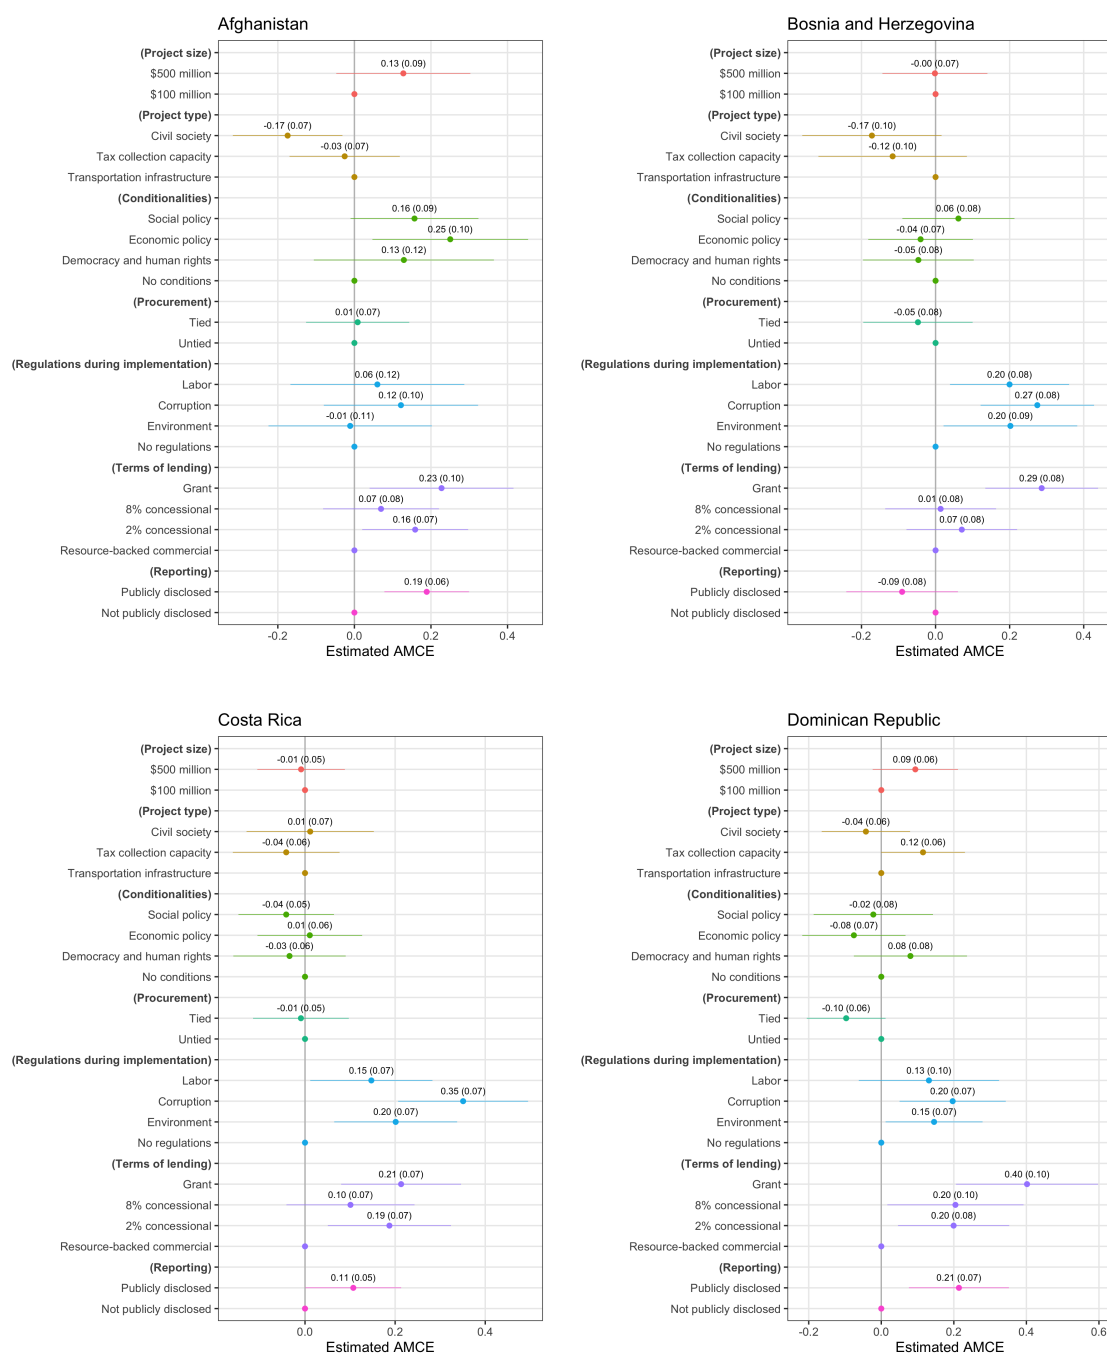 Afghanistan
(Project size)
0.13 (0.09)
$500 million
$100 million
(Project type)
-0.17 (0.07)
Civil society
-0.03 (0.07)
Tax collection capacity
Transportation infrastructure
(Conditionalities)
0.16 (0.09)
Social policy
0.25 (0.10)
Economic policy
0.13 (0.12)
Democracy and human rights
No conditions
(Procurement)
0.01 (0.07)
Tied
Untied
(Regulations during implementation)
0.06 (0.12)
Labor
0.12 (0.10)
Corruption
-0.01 (0.11)
Environment
No regulations
(Terms of lending)
0.23 (0.10)
Grant
0.07 (0.08)
8% concessional
0.16 (0.07)
2% concessional
Resource-backed commercial
(Reporting)
0.19 (0.06)
Publicly disclosed
Not publicly disclosed
-0.2 0.0 0.2 0.4
Estimated AMCE
Bosnia and Herzegovina
(Project size)
-0.00 (0.07)
$500 million
$100 million
(Project type)
-0.17 (0.10)
Civil society
-0.12 (0.10)
Tax collection capacity
Transportation infrastructure
(Conditionalities)
0.06 (0.08)
Social policy
-0.04 (0.07)
Economic policy
-0.05 (0.08)
Democracy and human rights
No conditions
(Procurement)
-0.05 (0.08)
Tied
Untied
(Regulations during implementation)
0.20 (0.08)
Labor
0.27 (0.08)
Corruption
0.20 (0.09)
Environment
No regulations
(Terms of lending)
0.29 (0.08)
Grant
0.01 (0.08)
8% concessional
0.07 (0.08)
2% concessional
Resource-backed commercial
(Reporting)
-0.09 (0.08)
Publicly disclosed
Not publicly disclosed
-0.2 0.0 0.2 0.4
Estimated AMCE
Costa Rica
(Project size)
-0.01 (0.05)
$500 million
$100 million
(Project type)
0.01 (0.07)
Civil society
-0.04 (0.06)
Tax collection capacity
Transportation infrastructure
(Conditionalities)
-0.04 (0.05)
Social policy
0.01 (0.06)
Economic policy
-0.03 (0.06)
Democracy and human rights
No conditions
(Procurement)
-0.01 (0.05)
Tied
Untied
(Regulations during implementation)
0.15 (0.07)
Labor
0.35 (0.07)
Corruption
0.20 (0.07)
Environment
No regulations
(Terms of lending)
0.21 (0.07)
Grant
0.10 (0.07)
8% concessional
0.19 (0.07)
2% concessional
Resource-backed commercial
(Reporting)
0.11 (0.05)
Publicly disclosed
Not publicly disclosed
0.0 0.2 0.4
Estimated AMCE
Dominican Republic
(Project size)
0.09 (0.06)
$500 million
$100 million
(Project type)
-0.04 (0.06)
Civil society
0.12 (0.06)
Tax collection capacity
Transportation infrastructure
(Conditionalities)
-0.02 (0.08)
Social policy
-0.08 (0.07)
Economic policy
0.08 (0.08)
Democracy and human rights
No conditions
(Procurement)
-0.10 (0.06)
Tied
Untied
(Regulations during implementation)
0.13 (0.10)
Labor
0.20 (0.07)
Corruption
0.15 (0.07)
Environment
No regulations
(Terms of lending)
0.40 (0.10)
Grant
0.20 (0.10)
8% concessional
0.20 (0.08)
2% concessional
Resource-backed commercial
(Reporting)
0.21 (0.07)
Publicly disclosed
Not publicly disclosed
-0.2 0.0 0.2 0.4 0.6
Estimated AMCE